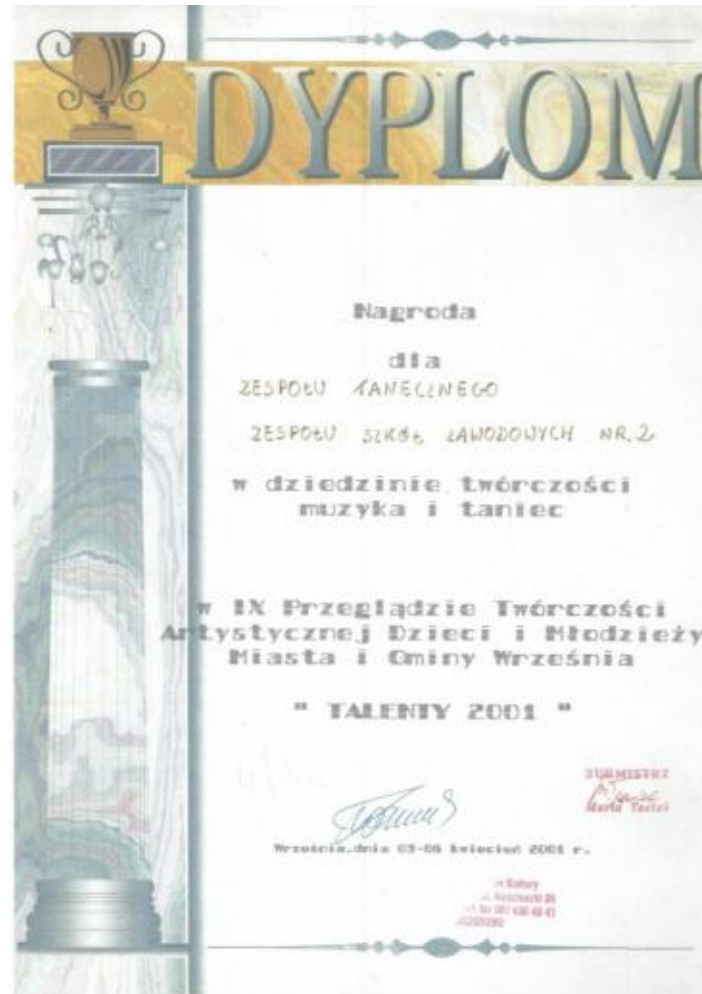 DYPLOM
Nagroda
dla
ZESPOŁU TANECZNEGO
ZESPOŁU SZKÓŁ ZAWODOWYCH NR.2
w dziedzinie twórczości
muzyka i taniec
w IX Przeglądzie Twórczości
Artystycznej Dzieci i Młodzieży
Miasta i Gminy Września
" TALENTY 2001 "
BURMISTRZ
Września,dnia 03-06 kwiecień 2001 r.
Kultury